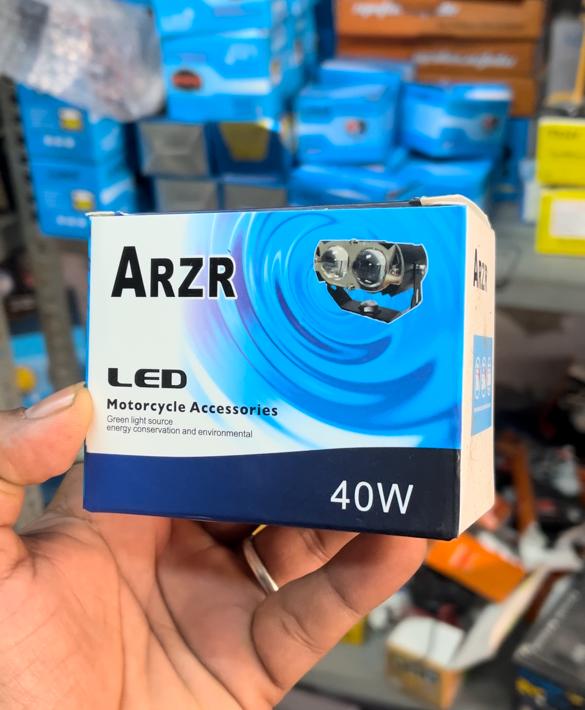 ARZR
LED
Motorcycle Accessories
Green light source
energy conservation and environmental
40W
ARZR